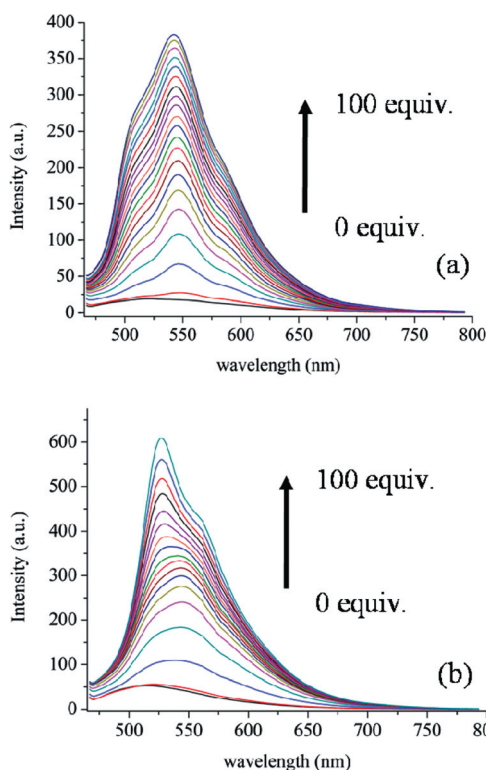 400
350
300
250
200
150
100
50
0
Intensity (a.u.)
100 equiv.
0 equiv.
(a)
500 550 600 650 700 750 800
wavelength (nm)
600
500
400
300
200
100
0
Intensity (a.u.)
100 equiv.
0 equiv.
(b)
500 550 600 650 700 750 80
wavelength (nm)